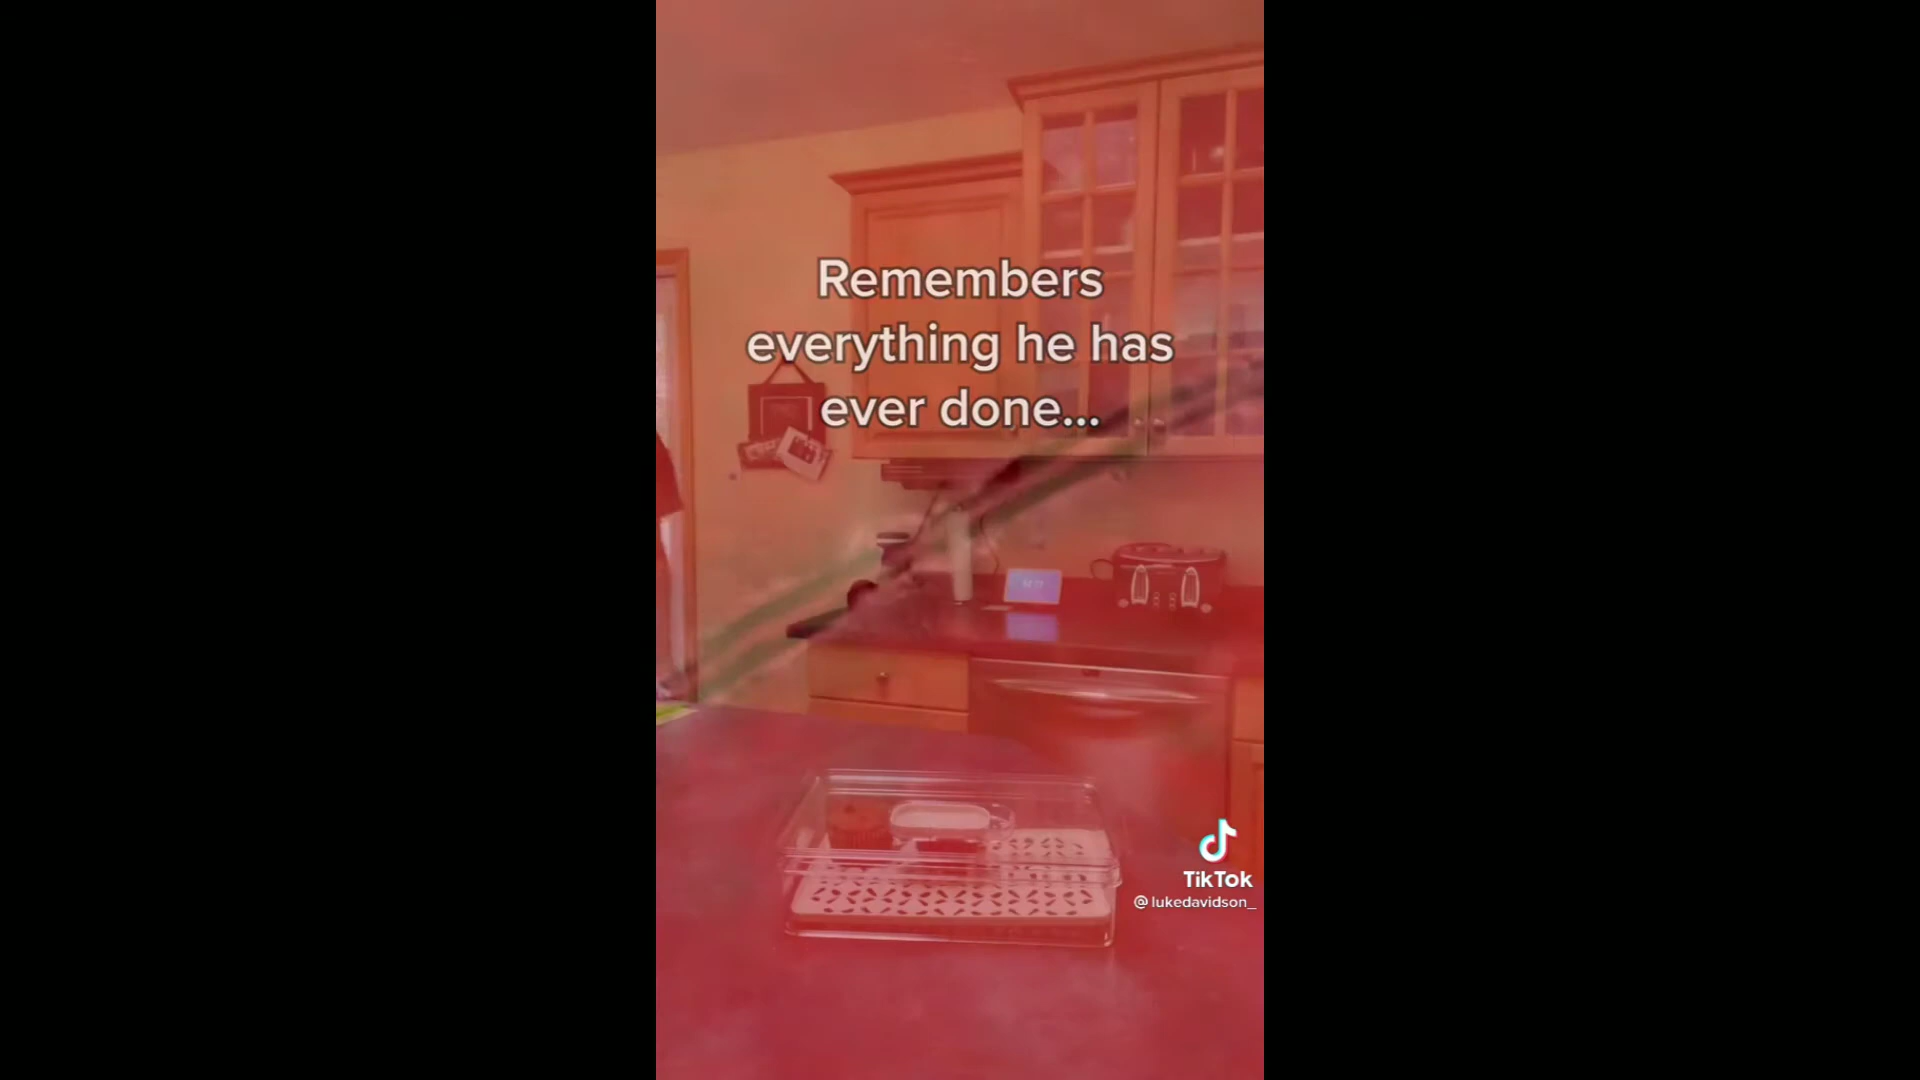 Remembers
everything he has
ever done...
TikTok
@lukedavidson_